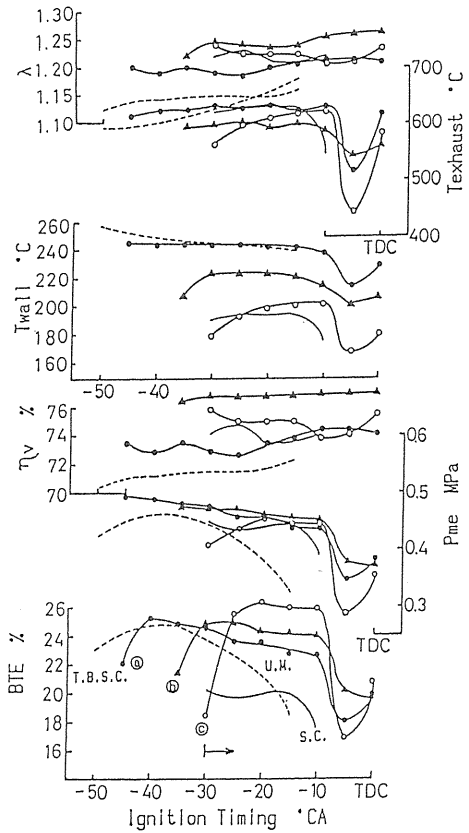 1.30
1.25
λ
1.20
1.15
1.10
700
600
500
400
Texhaust °C
TDC
260
240
220
200
180
160
Twall °C
-50
-40
76
74
72
70
ηv %
0.6
0.5
0.4
0.3
Pme MPa
TDC
26
24
22
20
18
16
BTE %
T.B.S.C.
ⓐ
ⓑ
ⓒ
U.H.
S.C.
-50 -40 -30 -20 -10 TDC
Ignition Timing °CA